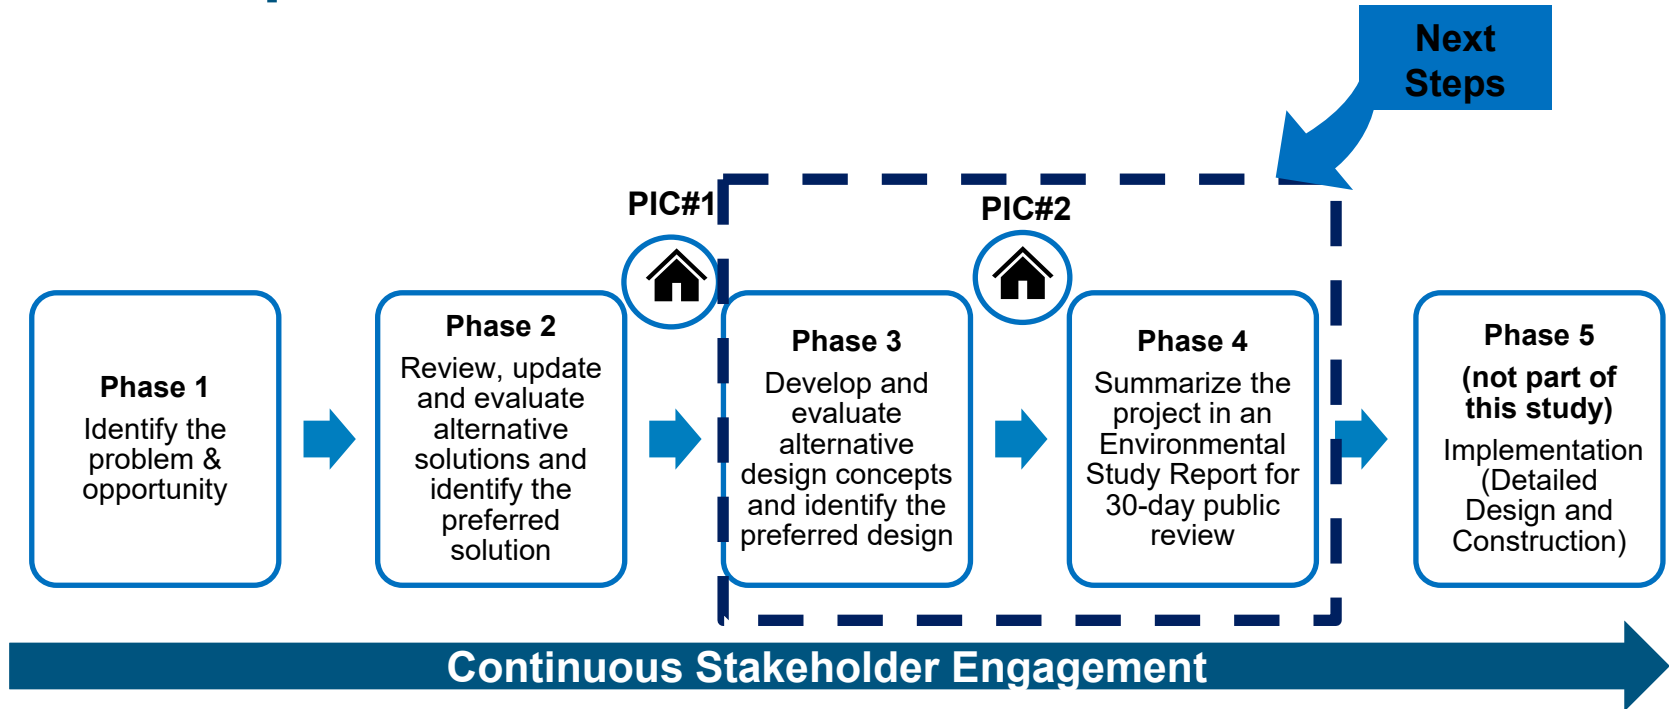 Next
Steps
PIC#1
PIC#2
Phase 1
Identify the
problem &
opportunity
Phase 2
Review, update
and evaluate
alternative
solutions and
identify the
preferred
solution
Phase 3
Develop and
evaluate
alternative
design concepts
and identify the
preferred design
Phase 4
Summarize the
project in an
Environmental
Study Report for
30-day public
review
Phase 5
(not part of
this study)
Implementation
(Detailed
Design and
Construction)
Continuous Stakeholder Engagement